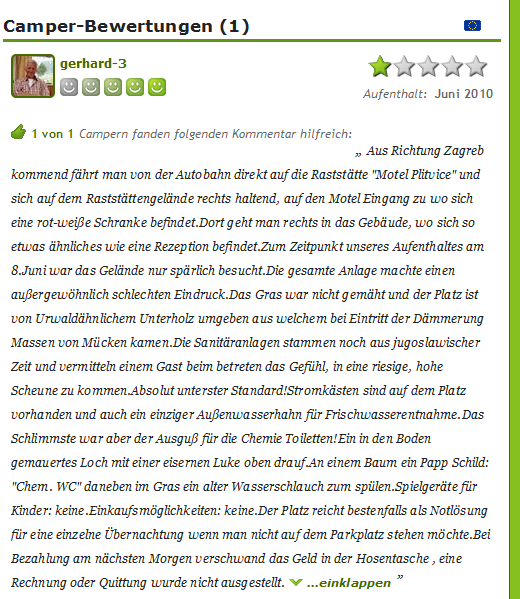 Camper-Bewertungen (1)
gerhard-3
Aufenthalt: Juni 2010
1 von 1 Campern fanden folgenden Kommentar hilfreich:
„ Aus Richtung Zagreb
kommend fährt man von der Autobahn direkt auf die Raststätte "Motel Plitvice" und
sich auf dem Raststättengelände rechts haltend, auf den Motel Eingang zu wo sich
eine rot-weiße Schranke befindet.Dort geht man rechts in das Gebäude, wo sich so
etwas ähnliches wie eine Rezeption befindet.Zum Zeitpunkt unseres Aufenthaltes am
8.Juni war das Gelände nur spärlich besucht.Die gesamte Anlage machte einen
außergewöhnlich schlechten Eindruck.Das Gras war nicht gemäht und der Platz ist
von Urwaldähnlichem Unterholz umgeben aus welchem bei Eintritt der Dämmerung
Massen von Mücken kamen.Die Sanitäranlagen stammen noch aus jugoslawischer
Zeit und vermitteln einem Gast beim betreten das Gefühl, in eine riesige, hohe
Scheune zu kommen.Absolut unterster Standard!Stromkästen sind auf dem Platz
vorhanden und auch ein einziger Außenwasserhahn für Frischwasserentnahme.Das
Schlimmste war aber der Ausguß für die Chemie Toiletten!Ein in den Boden
gemauertes Loch mit einer eisernen Luke oben drauf.An einem Baum ein Papp Schild:
"Chem. WC" daneben im Gras ein alter Wasserschlauch zum spülen.Spielgeräte für
Kinder: keine.Einkaufsmöglichkeiten: keine.Der Platz reicht bestenfalls als Notlösung
für eine einzelne Übernachtung wenn man nicht auf dem Parkplatz stehen möchte.Bei
Bezahlung am nächsten Morgen verschwand das Geld in der Hosentasche , eine
Rechnung oder Quittung wurde nicht ausgestellt. ...einklappen ”